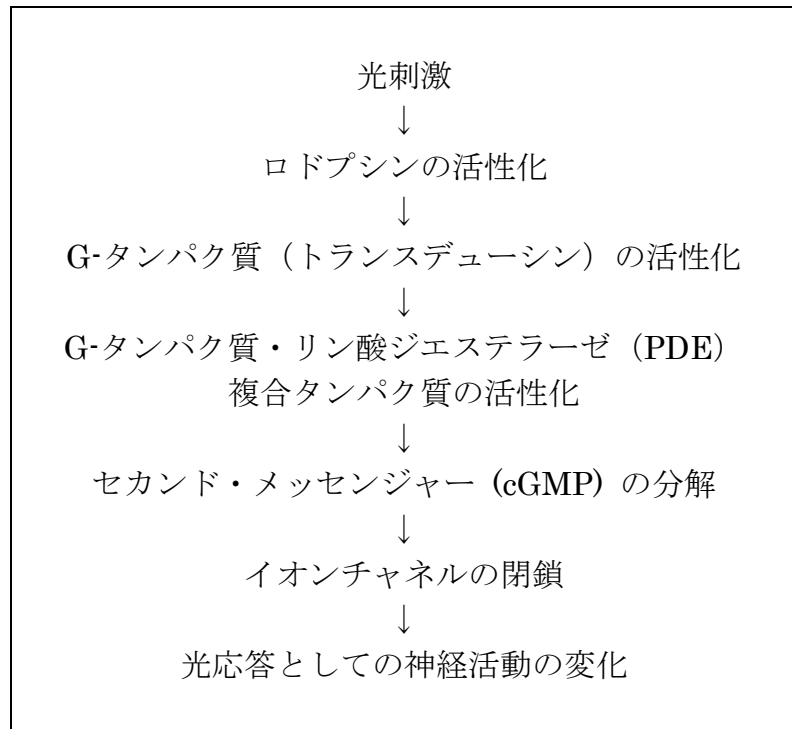 光刺激
↓
ロドプシンの活性化
↓
G-タンパク質（トランスデューシン）の活性化
↓
G-タンパク質・リン酸ジエステラーゼ（PDE）
複合タンパク質の活性化
↓
セカンド・メッセンジャー (cGMP) の分解
↓
イオンチャネルの閉鎖
↓
光応答としての神経活動の変化